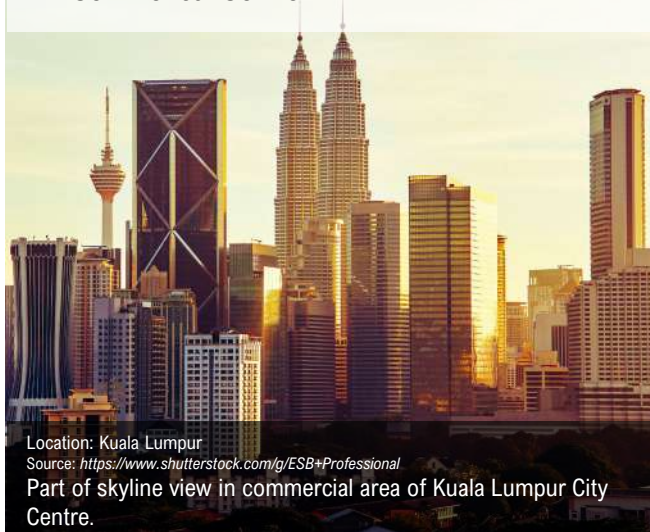 Location: Kuala Lumpur
Source: https://www.shutterstock.com/g/ESB+Professional
Part of skyline view in commercial area of Kuala Lumpur City
Centre.